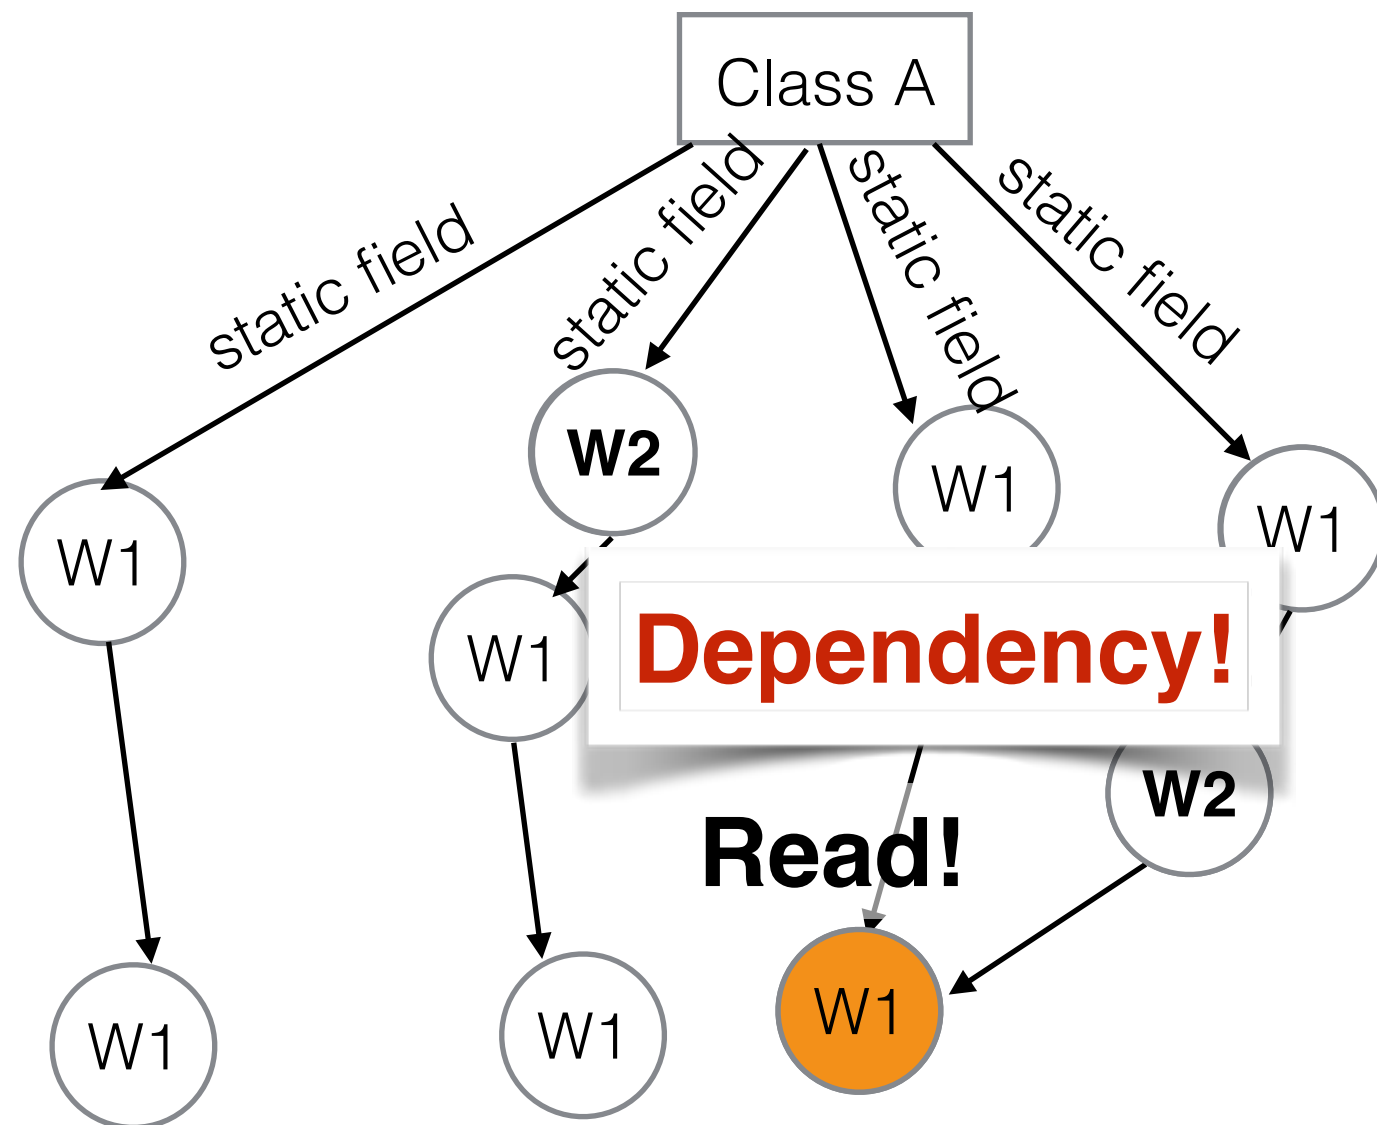 Class A
static field
static field
static field
static field
W2
W1
W1
W1
W1
Dependency!
W2
Read!
W1
W1
W1